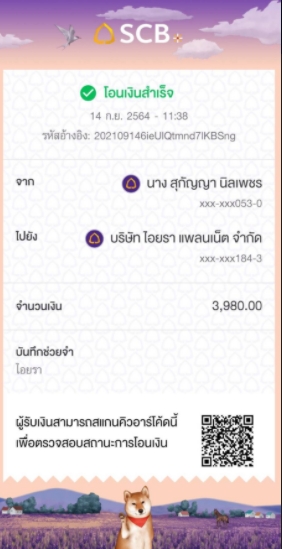 SCB
โอนเงินสำเร็จ
14 ก.ย. 2564 - 11:38
รหัสอ้างอิง: 202109146ieUlQtmnd7lKBSng
จาก
นาง สุกัญญา นิลเพชร
xxx-xxx053-0
ไปยัง
บริษัท ไอยรา แพลนเน็ต จำกัด
xxx-xxx184-3
จำนวนเงิน
3,980.00
บันทึกช่วยจำ
ไอยรา
ผู้รับเงินสามารถสแกนคิวอาร์โค้ดนี้
เพื่อตรวจสอบสถานะการโอนเงิน